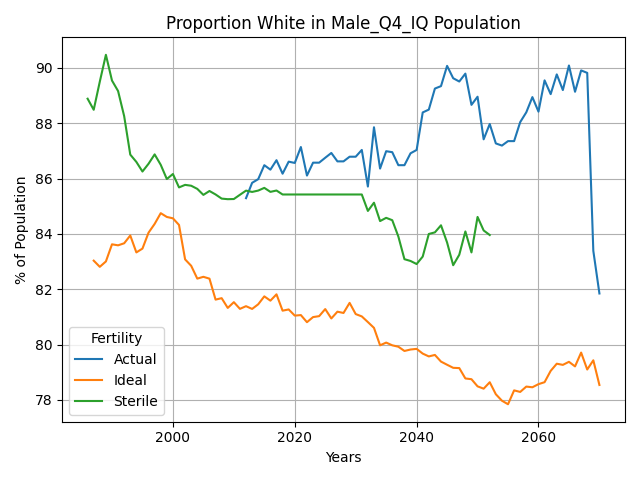 Proportion White in Male_Q4_IQ Population
% of Population
90
88
86
84
82
80
78
Fertility
Actual
Ideal
Sterile
2000
2020
2040
2060
Years